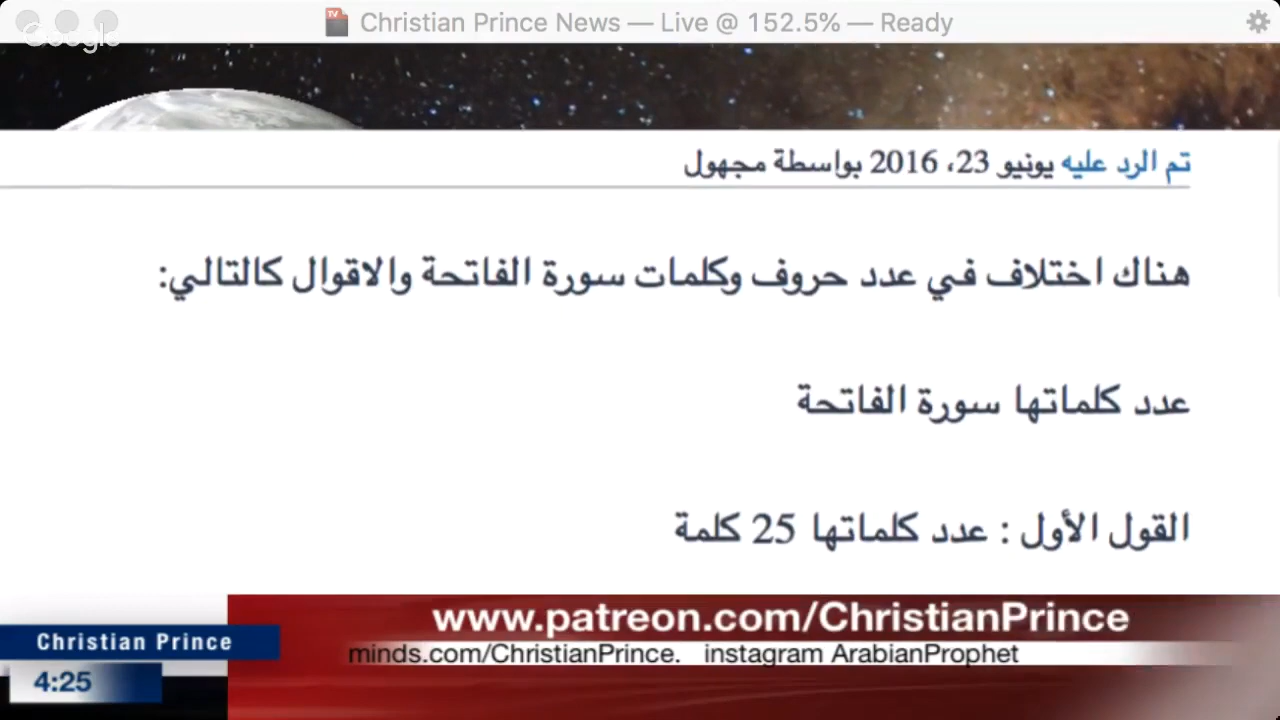 Christian Prince News — Live @ 152.5% — Ready
Google
TV
تم الرد عليه يونيو 23، 2016 بواسطة مجهول
هناك اختلاف في عدد حروف وكلمات سورة الفاتحة والاقوال كالتالي:
عدد كلماتها سورة الفاتحة
القول الأول : عدد كلماتها 25 كلمة
www.patreon.com/ChristianPrince
Christian Prince
minds.com/ChristianPrince. instagram ArabianProphet
4:25